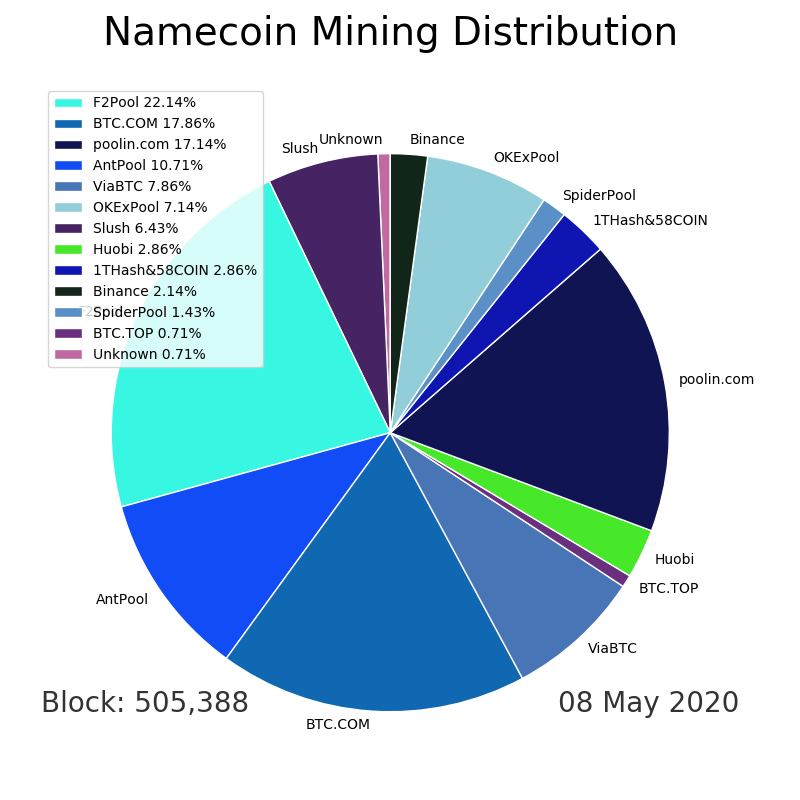 Namecoin Mining Distribution
F2Pool 22.14%
BTC.COM 17.86%
poolin.com 17.14%
AntPool 10.71%
ViaBTC 7.86%
OKExPool 7.14%
Slush 6.43%
Huobi 2.86%
1THash&58COIN 2.86%
Binance 2.14%
SpiderPool 1.43%
BTC.TOP 0.71%
Unknown 0.71%
Slush
Unknown
Binance
OKExPool
SpiderPool
1THash&58COIN
poolin.com
Huobi
BTC.TOP
ViaBTC
BTC.COM
AntPool
Block: 505,388
08 May 2020